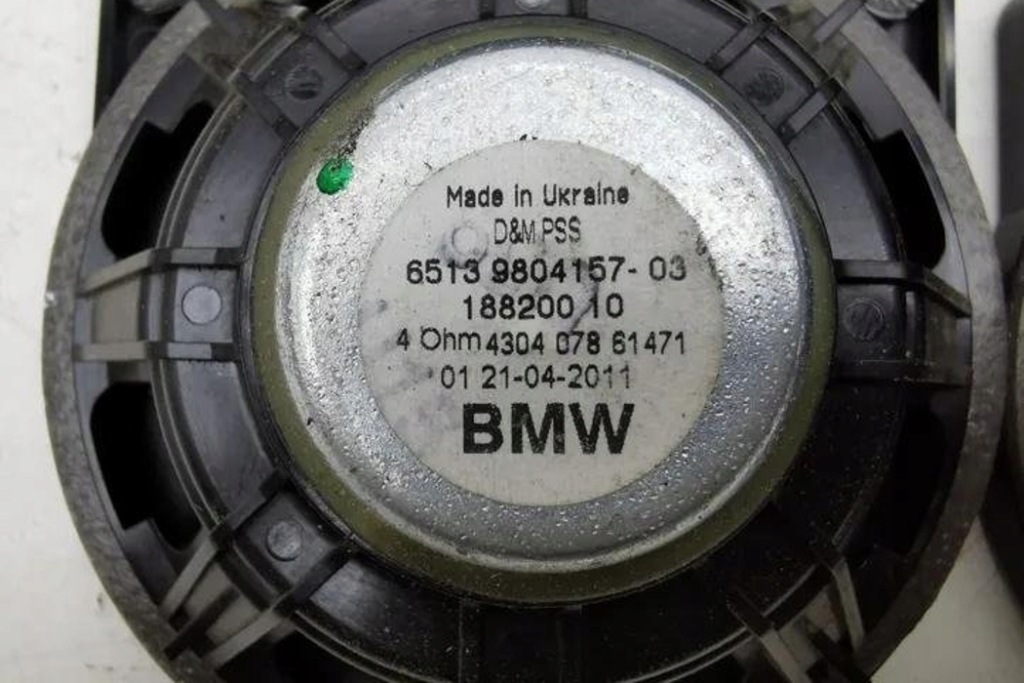 Made in Ukraine
D&M PSS
6513 9804157- 03
188200 10
4 Ohm 4304 078 61471
01 21-04-2011
BMW